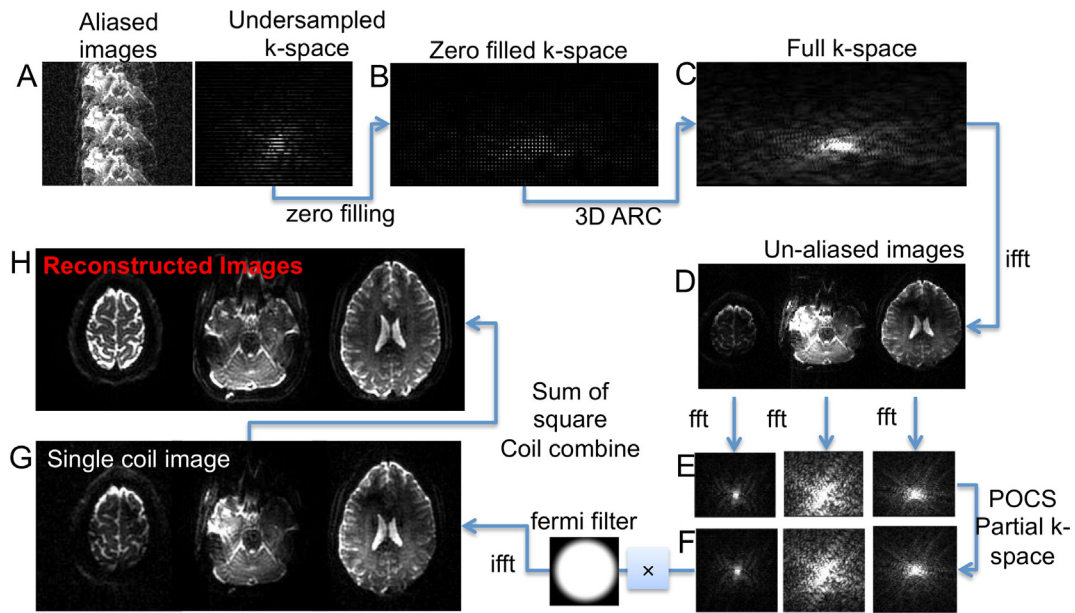 Aliased
images
Undersampled
k-space
Zero filled k-space
Full k-space
A
B
C
zero filling
3D ARC
ifft
H
Reconstructed Images
Un-aliased images
D
Sum of
square
Coil combine
fft
fft
fft
G
Single coil image
E
POCS
Partial k-
space
fermi filter
F
ifft
×